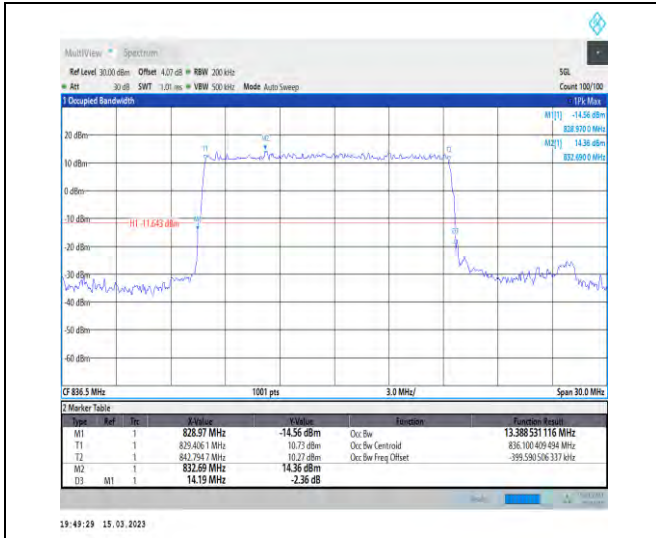 MultiView Spectrum
Ref Level 30.00 dBm Offset 4.07 dB RBW 200 kHz SGL
Att 30 dB SWT 1.01 ms VBW 500 kHz Mode Auto Sweep Count 100/100
1 Occupied Bandwidth 1Pk Max
M1[1] -14.56 dBm
828.970 0 MHz
M2[1] 14.36 dBm
832.690 0 MHz
20 dBm
T1 M2 T2
10 dBm
0 dBm
-10 dBm
H1 -11.643 dBm
-20 dBm
-30 dBm
-40 dBm
-50 dBm
-60 dBm
CF 836.5 MHz 1001 pts 3.0 MHz/ Span 30.0 MHz
2 Marker Table
Type Ref Trc X-Value Y-Value Function Function Result
M1 1 828.97 MHz -14.56 dBm Occ Bw 13.388 531 116 MHz
T1 1 829.406 1 MHz 10.73 dBm Occ Bw Centroid 836.100 409 494 MHz
T2 1 842.794 7 MHz 10.27 dBm Occ Bw Freq Offset -399.590 506 337 kHz
M2 1 832.69 MHz 14.36 dBm
D3 M1 1 14.19 MHz -2.36 dB
19:49:29 15.03.2023